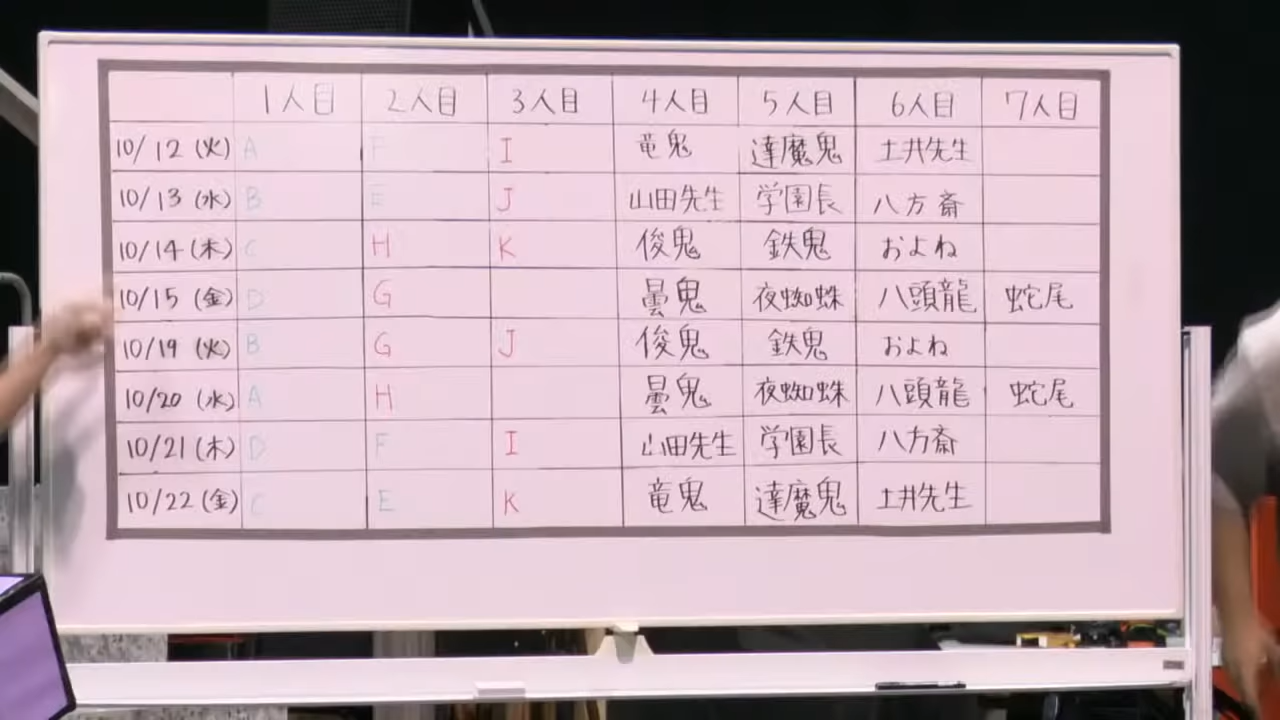 1人目 2人目 3人目 4人目 5人目 6人目 7人目
10/12(火) A F I 竜鬼 達魔鬼 土井先生
10/13(水) B E J 山田先生 学園長 八方斎
10/14(木) C H K 俊鬼 鉄鬼 およね
10/15(金) D G 曇鬼 夜蜘蛛 八頭龍 蛇尾
10/19(火) B G J 俊鬼 鉄鬼 およね
10/20(水) A H 曇鬼 夜蜘蛛 八頭龍 蛇尾
10/21(木) D F I 山田先生 学園長 八方斎
10/22(金) C E K 竜鬼 達魔鬼 土井先生